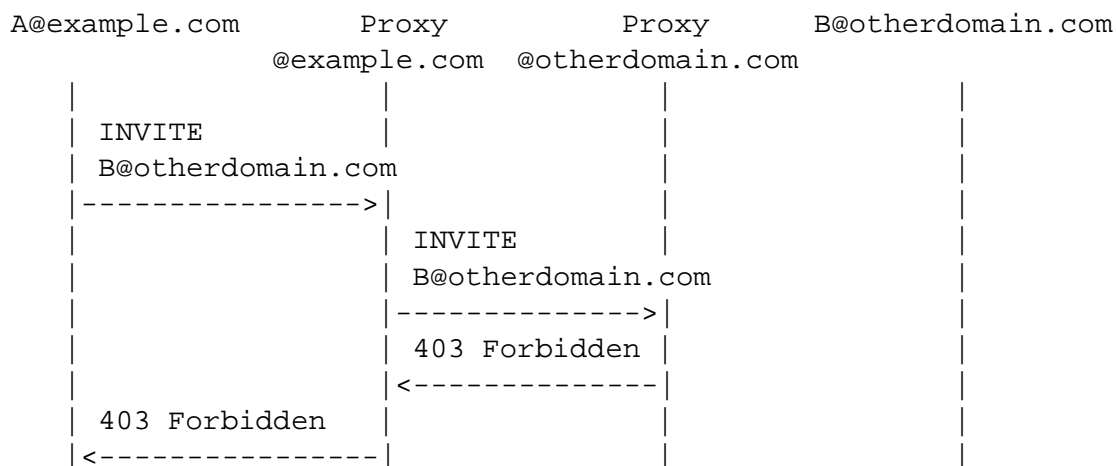 A@example.com Proxy Proxy B@otherdomain.com
@example.com @otherdomain.com
INVITE
B@otherdomain.com
INVITE
B@otherdomain.com
403 Forbidden
403 Forbidden